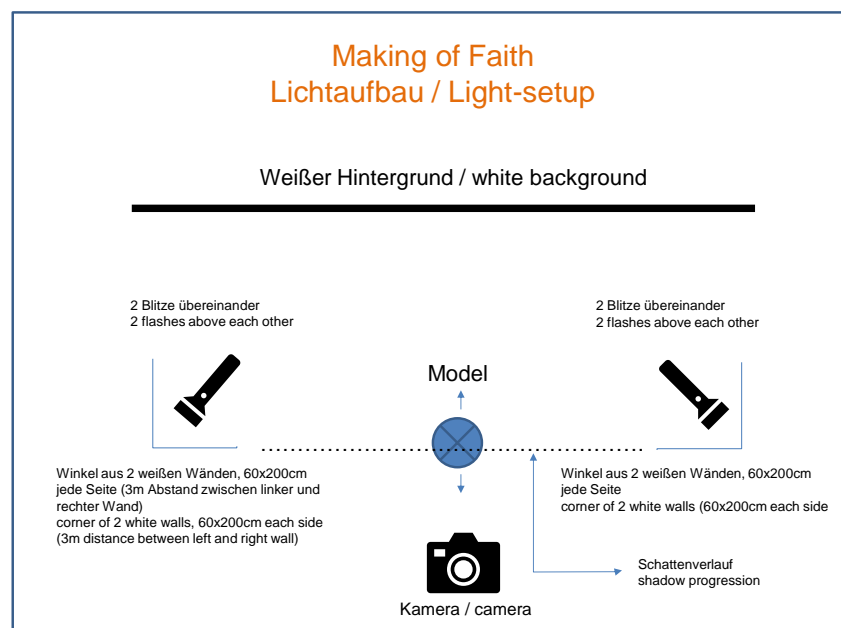 Making of Faith
Lichtaufbau / Light-setup
Weißer Hintergrund / white background
2 Blitze übereinander
2 flashes above each other
2 Blitze übereinander
2 flashes above each other
Model
Winkel aus 2 weißen Wänden, 60x200cm
jede Seite (3m Abstand zwischen linker und
rechter Wand)
corner of 2 white walls, 60x200cm each side
(3m distance between left and right wall)
Winkel aus 2 weißen Wänden, 60x200cm
jede Seite
corner of 2 white walls (60x200cm each side
Schattenverlauf
shadow progression
Kamera / camera